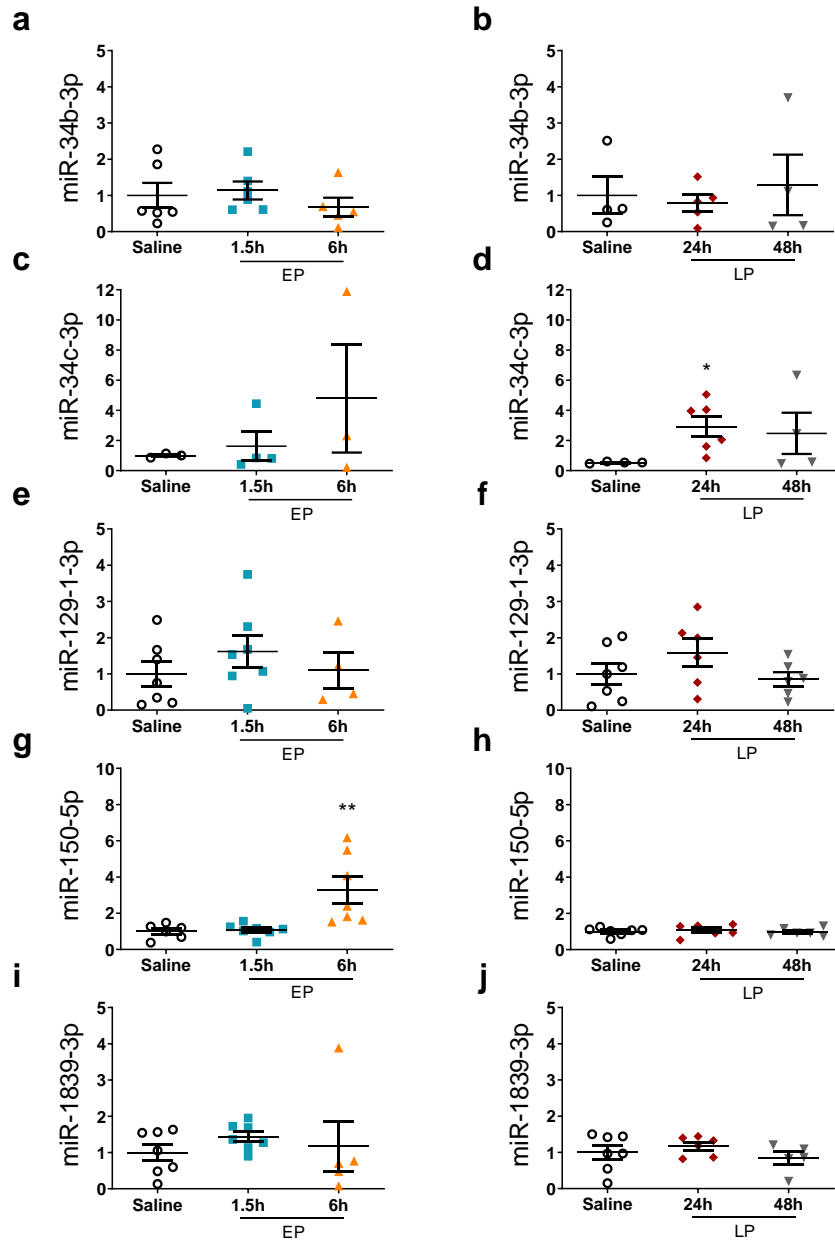 a
miR-34b-3p
5
4
3
2
1
0
Saline
1.5h
6h
EP
b
miR-34b-3p
5
4
3
2
1
0
Saline
24h
48h
LP
c
miR-34c-3p
12
10
8
6
4
2
0
Saline
1.5h
6h
EP
d
miR-34c-3p
12
10
8
6
4
2
0
*
Saline
24h
48h
LP
e
miR-129-1-3p
5
4
3
2
1
0
Saline
1.5h
6h
EP
f
miR-129-1-3p
5
4
3
2
1
0
Saline
24h
48h
LP
g
miR-150-5p
10
8
6
4
2
0
**
Saline
1.5h
6h
EP
h
miR-150-5p
10
8
6
4
2
0
Saline
24h
48h
LP
i
miR-1839-3p
5
4
3
2
1
0
Saline
1.5h
6h
EP
j
miR-1839-3p
5
4
3
2
1
0
Saline
24h
48h
LP